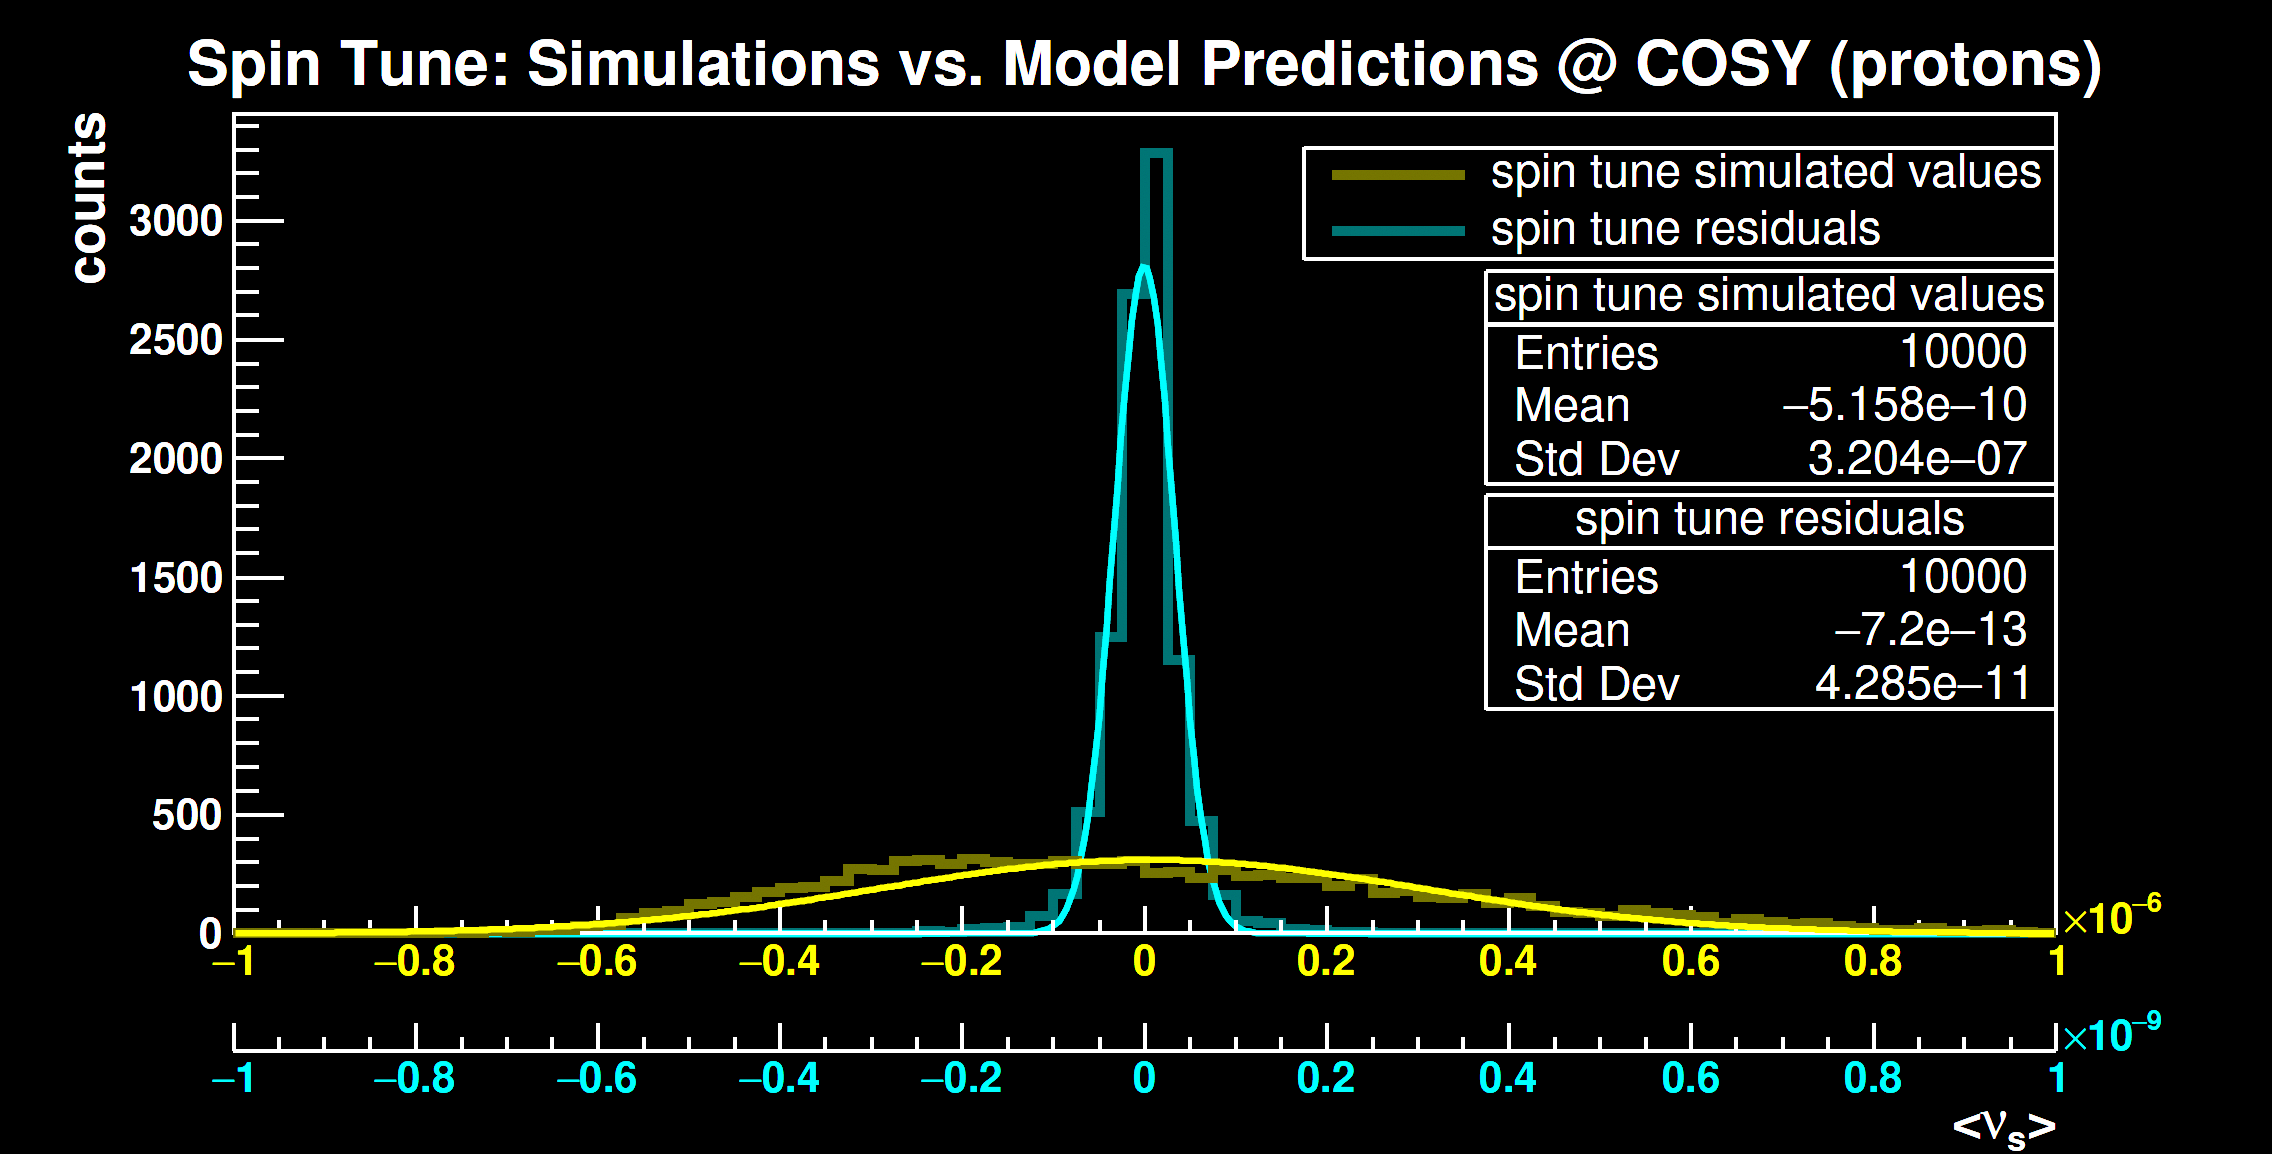 Spin Tune: Simulations vs. Model Predictions @ COSY (protons)
counts
spin tune simulated values
spin tune residuals
spin tune simulated values
Entries 10000
Mean −5.158e−10
Std Dev 3.204e−07
spin tune residuals
Entries 10000
Mean −7.2e−13
Std Dev 4.285e−11
3000
2500
2000
1500
1000
500
0
×10⁻⁶
−1 −0.8 −0.6 −0.4 −0.2 0 0.2 0.4 0.6 0.8 1
×10⁻⁹
−1 −0.8 −0.6 −0.4 −0.2 0 0.2 0.4 0.6 0.8 1
<νₛ>